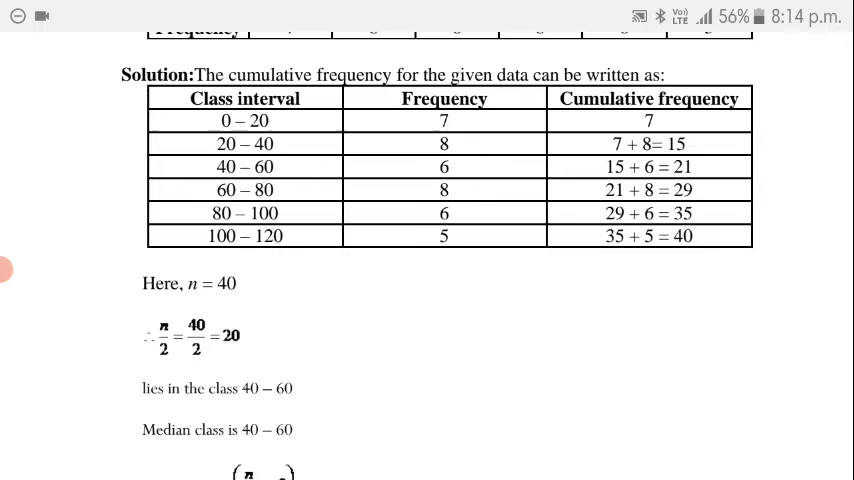 Vo)) LTE 56% 8:14 p.m.
Frequency
Solution:The cumulative frequency for the given data can be written as:
Class interval Frequency Cumulative frequency
0 – 20 7 7
20 – 40 8 7 + 8= 15
40 – 60 6 15 + 6 = 21
60 – 80 8 21 + 8 = 29
80 – 100 6 29 + 6 = 35
100 – 120 5 35 + 5 = 40
Here, n = 40
∴ n/2 = 40/2 = 20
lies in the class 40 – 60
Median class is 40 – 60
n